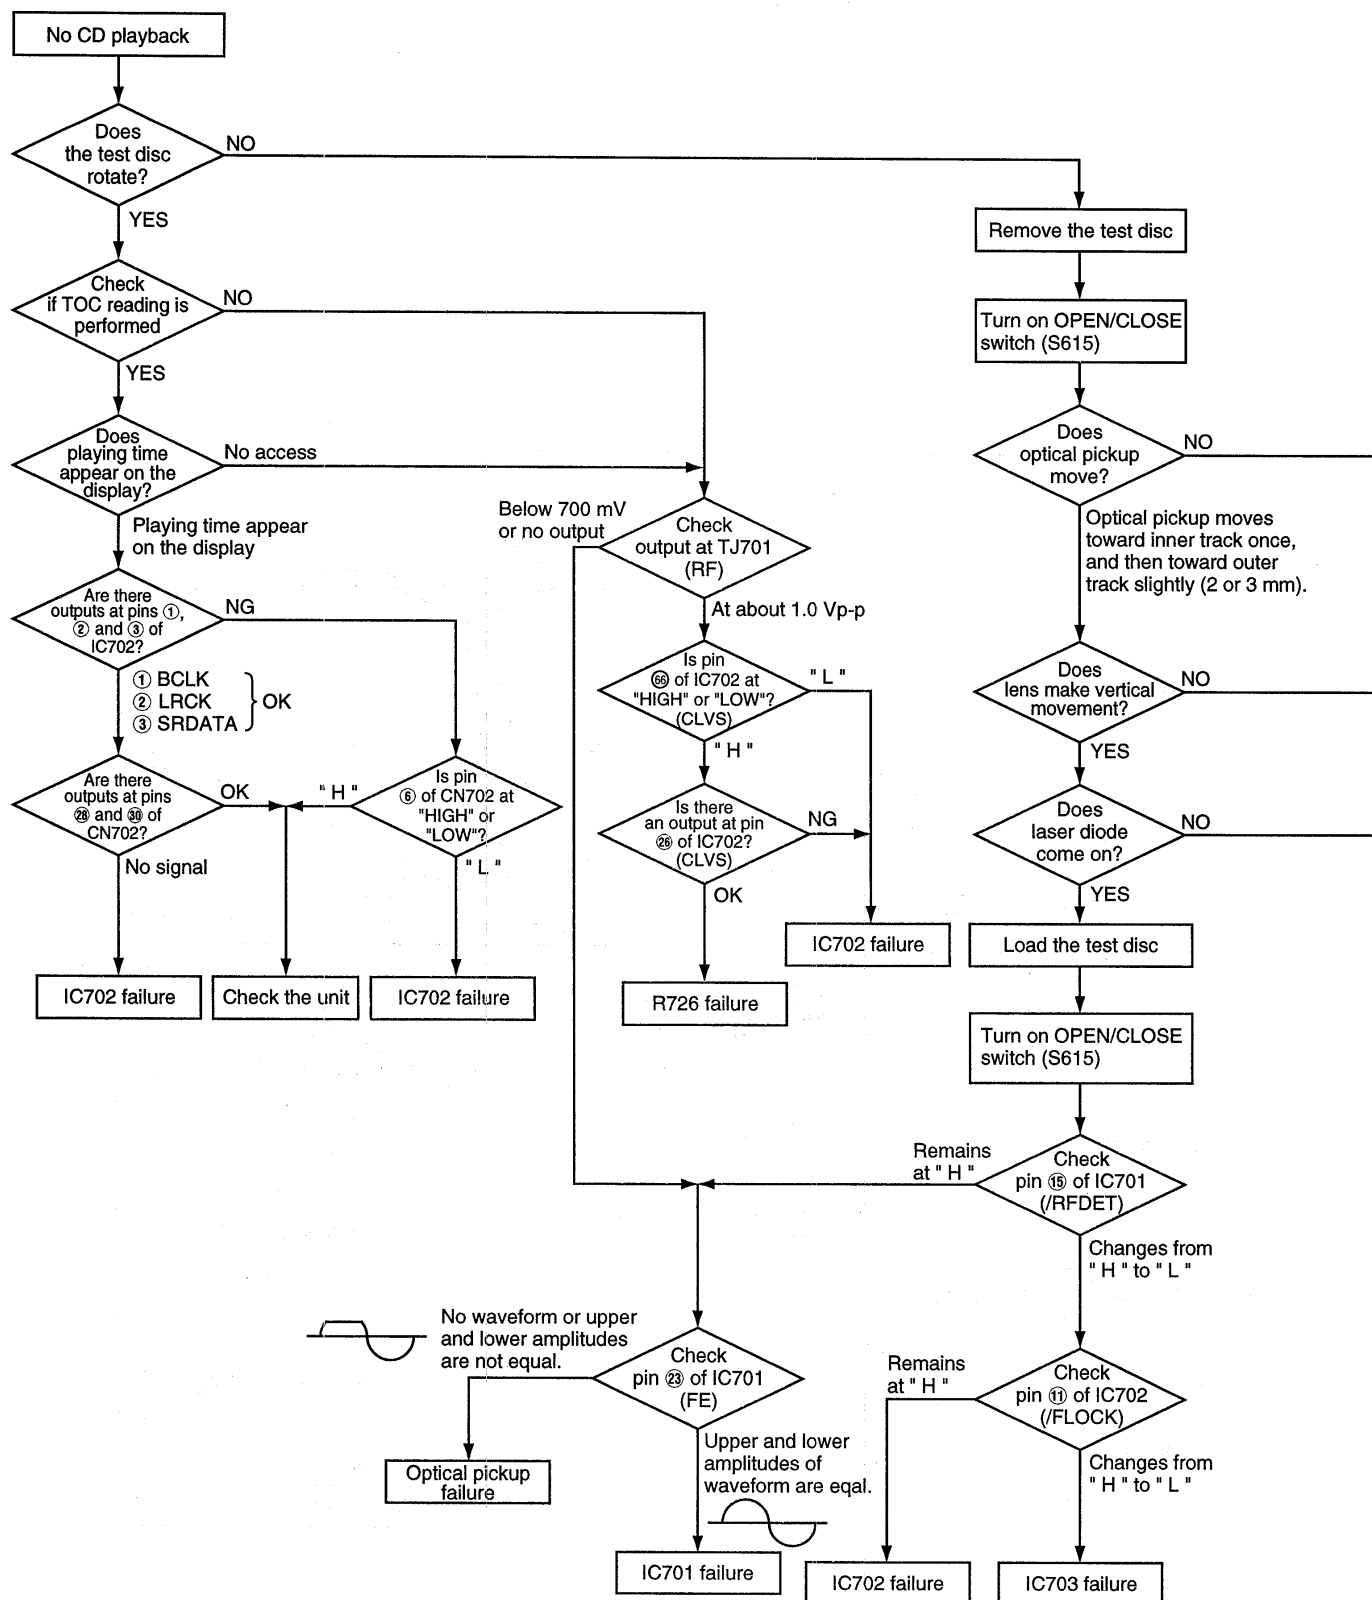 No CD playback
Does
the test disc
rotate?
NO
YES
Check
if TOC reading is
performed
NO
YES
Does
playing time
appear on the
display?
No access
Playing time appear
on the display
Are there
outputs at pins ①,
② and ③ of
IC702?
NG
① BCLK
② LRCK
③ SRDATA
OK
Are there
outputs at pins
㉘ and ㉚ of
CN702?
OK
No signal
" H "
Is pin
⑥ of CN702 at
"HIGH" or
"LOW"?
" L "
IC702 failure
Check the unit
IC702 failure
Below 700 mV
or no output
Check
output at TJ701
(RF)
At about 1.0 Vp-p
Is pin
66 of IC702 at
"HIGH" or "LOW"?
(CLVS)
" L "
" H "
Is there
an output at pin
㉖ of IC702?
(CLVS)
NG
OK
IC702 failure
R726 failure
Remove the test disc
Turn on OPEN/CLOSE
switch (S615)
Does
optical pickup
move?
NO
Optical pickup moves
toward inner track once,
and then toward outer
track slightly (2 or 3 mm).
Does
lens make vertical
movement?
NO
YES
Does
laser diode
come on?
NO
YES
Load the test disc
Turn on OPEN/CLOSE
switch (S615)
Remains
at " H "
Check
pin ⑮ of IC701
(/RFDET)
Changes from
" H " to " L "
No waveform or upper
and lower amplitudes
are not equal.
Check
pin ㉓ of IC701
(FE)
Optical pickup
failure
Upper and lower
amplitudes of
waveform are eqal.
IC701 failure
Remains
at " H "
Check
pin ⑪ of IC702
(/FLOCK)
Changes from
" H " to " L "
IC702 failure
IC703 failure